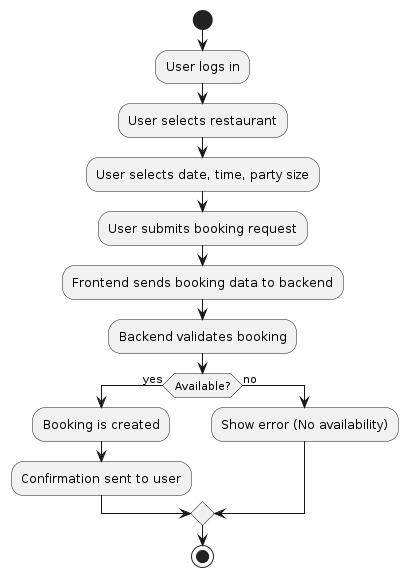 User logs in
User selects restaurant
User selects date, time, party size
User submits booking request
Frontend sends booking data to backend
Backend validates booking
yes
Available?
no
Booking is created
Show error (No availability)
Confirmation sent to user